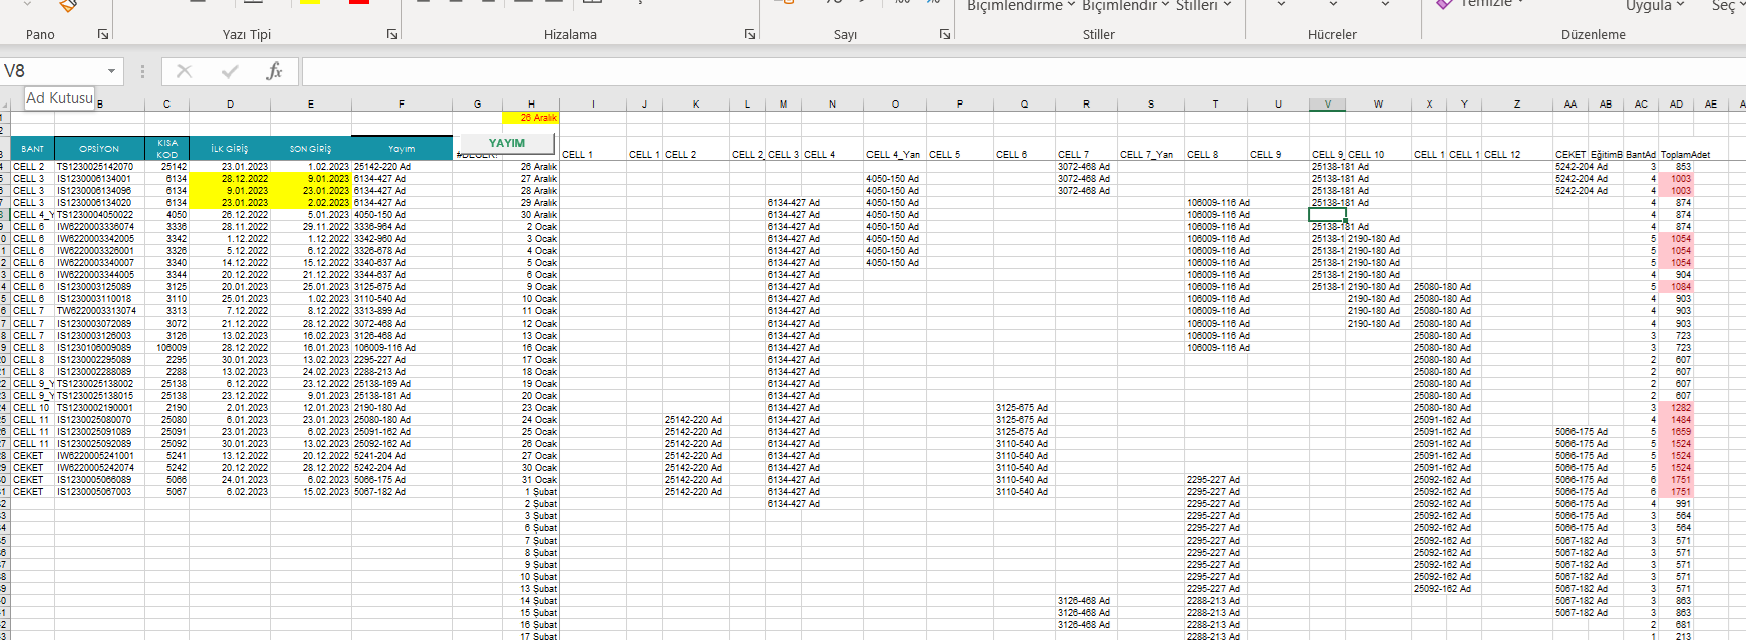 Biçimlendirme Biçimlendir Stilleri Temizle Uygula Seç
Pano Yazı Tipi Hizalama Sayı Stiller Hücreler Düzenleme
V8 fx
Ad Kutusu B C D E F G H I J K L M N O P Q R S T U V W X Y Z AA AB AC AD AE
26 Aralık
BANT OPSİYON KISA KOD İLK GİRİŞ SON GİRİŞ Yayım YAYIM CELL 1 CELL 1 CELL 2 CELL 2_ CELL 3 CELL 4 CELL 4_Yan CELL 5 CELL 6 CELL 7 CELL 7_Yan CELL 8 CELL 9 CELL 9_ CELL 10 CELL 1 CELL 1 CELL 12 CEKET EğitimB BantAd ToplamAdet
CELL 2 TS1230025142070 25142 23.01.2023 1.02.2023 25142-220 Ad 26 Aralık 3072-468 Ad 25138-181 Ad 5242-204 Ad 3 853
CELL 3 IS1230006134001 6134 28.12.2022 9.01.2023 6134-427 Ad 27 Aralık 4050-150 Ad 3072-468 Ad 25138-181 Ad 5242-204 Ad 4 1003
CELL 3 IS1230006134096 6134 9.01.2023 23.01.2023 6134-427 Ad 28 Aralık 4050-150 Ad 3072-468 Ad 25138-181 Ad 5242-204 Ad 4 1003
CELL 3 IS1230006134020 6134 23.01.2023 2.02.2023 6134-427 Ad 29 Aralık 6134-427 Ad 4050-150 Ad 106009-116 Ad 25138-181 Ad 4 874
CELL 4_Y TS1230004050022 4050 26.12.2022 5.01.2023 4050-150 Ad 30 Aralık 6134-427 Ad 4050-150 Ad 106009-116 Ad 4 874
CELL 6 IW6220003336074 3336 28.11.2022 29.11.2022 3336-964 Ad 2 Ocak 6134-427 Ad 4050-150 Ad 106009-116 Ad 25138-181 Ad 4 874
CELL 6 IW6220003342005 3342 1.12.2022 1.12.2022 3342-960 Ad 3 Ocak 6134-427 Ad 4050-150 Ad 106009-116 Ad 25138-1 2190-180 Ad 5 1054
CELL 6 IW6220003326001 3326 5.12.2022 6.12.2022 3326-678 Ad 4 Ocak 6134-427 Ad 4050-150 Ad 106009-116 Ad 25138-1 2190-180 Ad 5 1054
CELL 6 IW6220003340007 3340 14.12.2022 15.12.2022 3340-637 Ad 5 Ocak 6134-427 Ad 4050-150 Ad 106009-116 Ad 25138-1 2190-180 Ad 5 1054
CELL 6 IW6220003344005 3344 20.12.2022 21.12.2022 3344-637 Ad 6 Ocak 6134-427 Ad 106009-116 Ad 25138-1 2190-180 Ad 4 904
CELL 6 IS1230003125089 3125 20.01.2023 25.01.2023 3125-675 Ad 9 Ocak 6134-427 Ad 106009-116 Ad 25138-1 2190-180 Ad 25080-180 Ad 5 1084
CELL 6 IS1230003110018 3110 25.01.2023 1.02.2023 3110-540 Ad 10 Ocak 6134-427 Ad 106009-116 Ad 2190-180 Ad 25080-180 Ad 4 903
CELL 7 TW6220003313074 3313 7.12.2022 8.12.2022 3313-899 Ad 11 Ocak 6134-427 Ad 106009-116 Ad 2190-180 Ad 25080-180 Ad 4 903
CELL 7 IS1230003072089 3072 21.12.2022 28.12.2022 3072-468 Ad 12 Ocak 6134-427 Ad 106009-116 Ad 2190-180 Ad 25080-180 Ad 4 903
CELL 7 IS1230003126003 3126 13.02.2023 16.02.2023 3126-468 Ad 13 Ocak 6134-427 Ad 106009-116 Ad 25080-180 Ad 3 723
CELL 8 IS1230106009089 106009 28.12.2022 16.01.2023 106009-116 Ad 16 Ocak 6134-427 Ad 106009-116 Ad 25080-180 Ad 3 723
CELL 8 IS1230002295089 2295 30.01.2023 13.02.2023 2295-227 Ad 17 Ocak 6134-427 Ad 25080-180 Ad 2 607
CELL 8 IS1230002288089 2288 13.02.2023 24.02.2023 2288-213 Ad 18 Ocak 6134-427 Ad 25080-180 Ad 2 607
CELL 9_Y TS1230025138002 25138 6.12.2022 23.12.2022 25138-169 Ad 19 Ocak 6134-427 Ad 25080-180 Ad 2 607
CELL 9_Y TS1230025138015 25138 23.12.2022 9.01.2023 25138-181 Ad 20 Ocak 6134-427 Ad 25080-180 Ad 2 607
CELL 10 TS1230002190001 2190 2.01.2023 12.01.2023 2190-180 Ad 23 Ocak 6134-427 Ad 3125-675 Ad 25080-180 Ad 3 1282
CELL 11 IS1230025080070 25080 6.01.2023 23.01.2023 25080-180 Ad 24 Ocak 25142-220 Ad 6134-427 Ad 3125-675 Ad 25091-162 Ad 4 1484
CELL 11 IS1230025091089 25091 23.01.2023 6.02.2023 25091-162 Ad 25 Ocak 25142-220 Ad 6134-427 Ad 3125-675 Ad 25091-162 Ad 5066-175 Ad 5 1659
CELL 11 IS1230025092089 25092 30.01.2023 13.02.2023 25092-162 Ad 26 Ocak 25142-220 Ad 6134-427 Ad 3110-540 Ad 25091-162 Ad 5066-175 Ad 5 1524
CEKET IW6220005241001 5241 13.12.2022 20.12.2022 5241-204 Ad 27 Ocak 25142-220 Ad 6134-427 Ad 3110-540 Ad 25091-162 Ad 5066-175 Ad 5 1524
CEKET IW6220005242074 5242 20.12.2022 28.12.2022 5242-204 Ad 30 Ocak 25142-220 Ad 6134-427 Ad 3110-540 Ad 25091-162 Ad 5066-175 Ad 5 1524
CEKET IS1230005066089 5066 24.01.2023 6.02.2023 5066-175 Ad 31 Ocak 25142-220 Ad 6134-427 Ad 3110-540 Ad 2295-227 Ad 25092-162 Ad 5066-175 Ad 6 1751
CEKET IS1230005067003 5067 6.02.2023 15.02.2023 5067-182 Ad 1 Şubat 25142-220 Ad 6134-427 Ad 3110-540 Ad 2295-227 Ad 25092-162 Ad 5066-175 Ad 6 1751
2 Şubat 6134-427 Ad 2295-227 Ad 25092-162 Ad 5066-175 Ad 4 991
3 Şubat 2295-227 Ad 25092-162 Ad 5066-175 Ad 3 564
6 Şubat 2295-227 Ad 25092-162 Ad 5066-175 Ad 3 564
7 Şubat 2295-227 Ad 25092-162 Ad 5067-182 Ad 3 571
8 Şubat 2295-227 Ad 25092-162 Ad 5067-182 Ad 3 571
9 Şubat 2295-227 Ad 25092-162 Ad 5067-182 Ad 3 571
10 Şubat 2295-227 Ad 25092-162 Ad 5067-182 Ad 3 571
13 Şubat 2295-227 Ad 25092-162 Ad 5067-182 Ad 3 571
14 Şubat 3126-468 Ad 2288-213 Ad 5067-182 Ad 3 863
15 Şubat 3126-468 Ad 2288-213 Ad 5067-182 Ad 3 863
16 Şubat 3126-468 Ad 2288-213 Ad 2 681
17 Şubat 2288-213 Ad 1 213